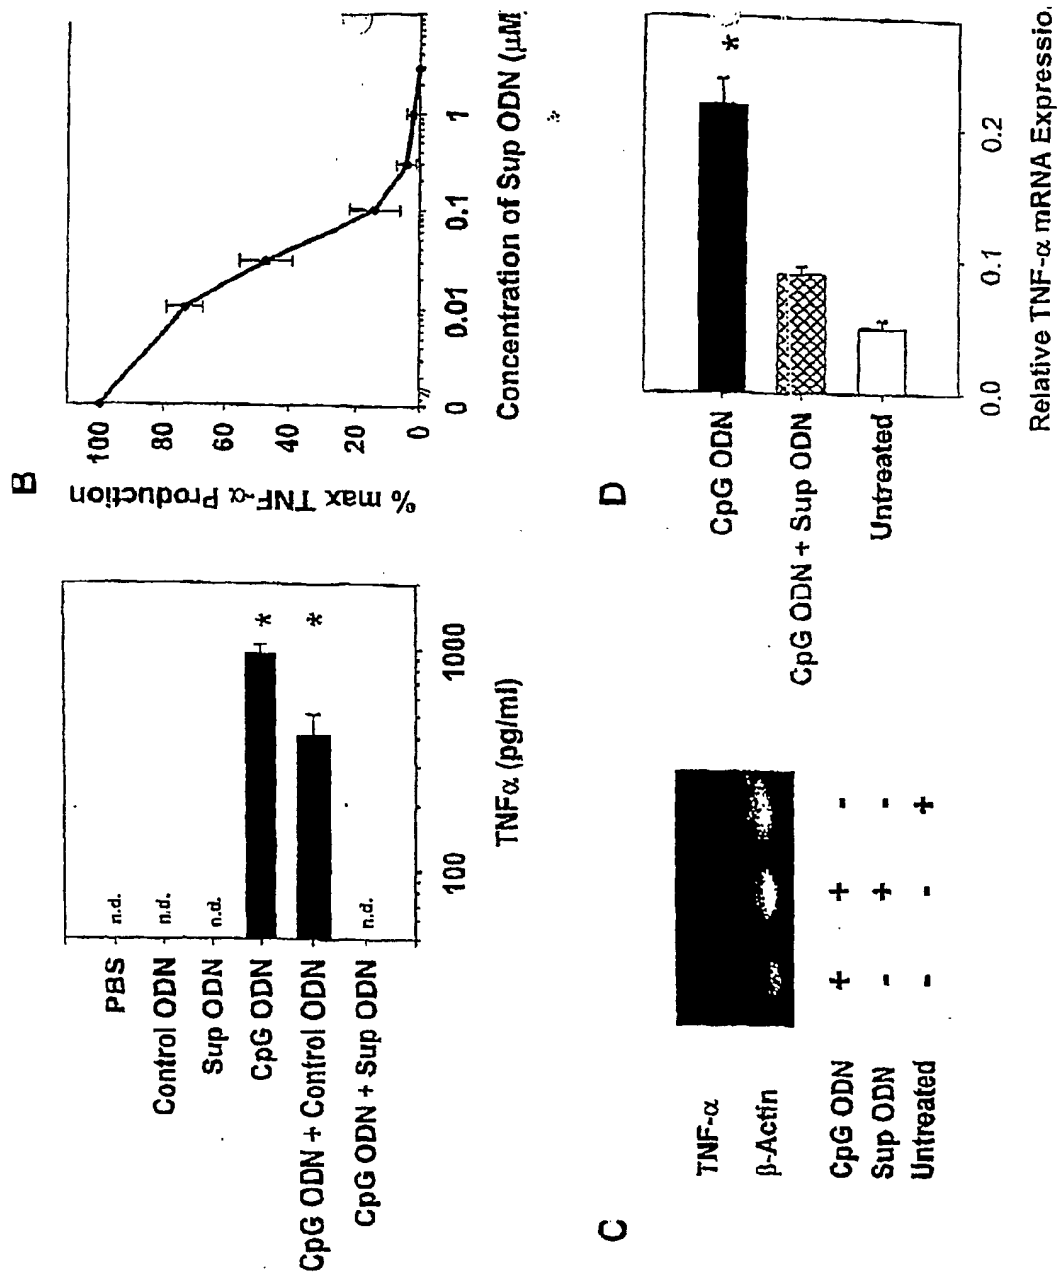 PBS
n.d.
Control ODN
n.d.
Sup ODN
n.d.
CpG ODN
*
CpG ODN + Control ODN
*
CpG ODN + Sup ODN
n.d.
100
1000
TNFα (pg/ml)
B
% max TNF-α Production
100
80
60
40
20
0
0
0.01
0.1
1
Concentration of Sup ODN (μM
C
TNF-α
β-Actin
CpG ODN + + -
Sup ODN - + -
Untreated - - +
D
CpG ODN
*
CpG ODN + Sup ODN
Untreated
0.0
0.1
0.2
Relative TNF-α mRNA Expressio